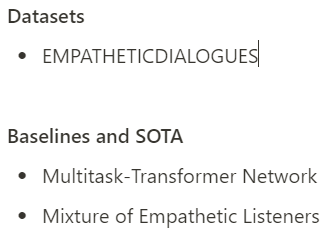 Datasets
• EMPATHETICDIALOGUES
Baselines and SOTA
• Multitask-Transformer Network
• Mixture of Empathetic Listeners